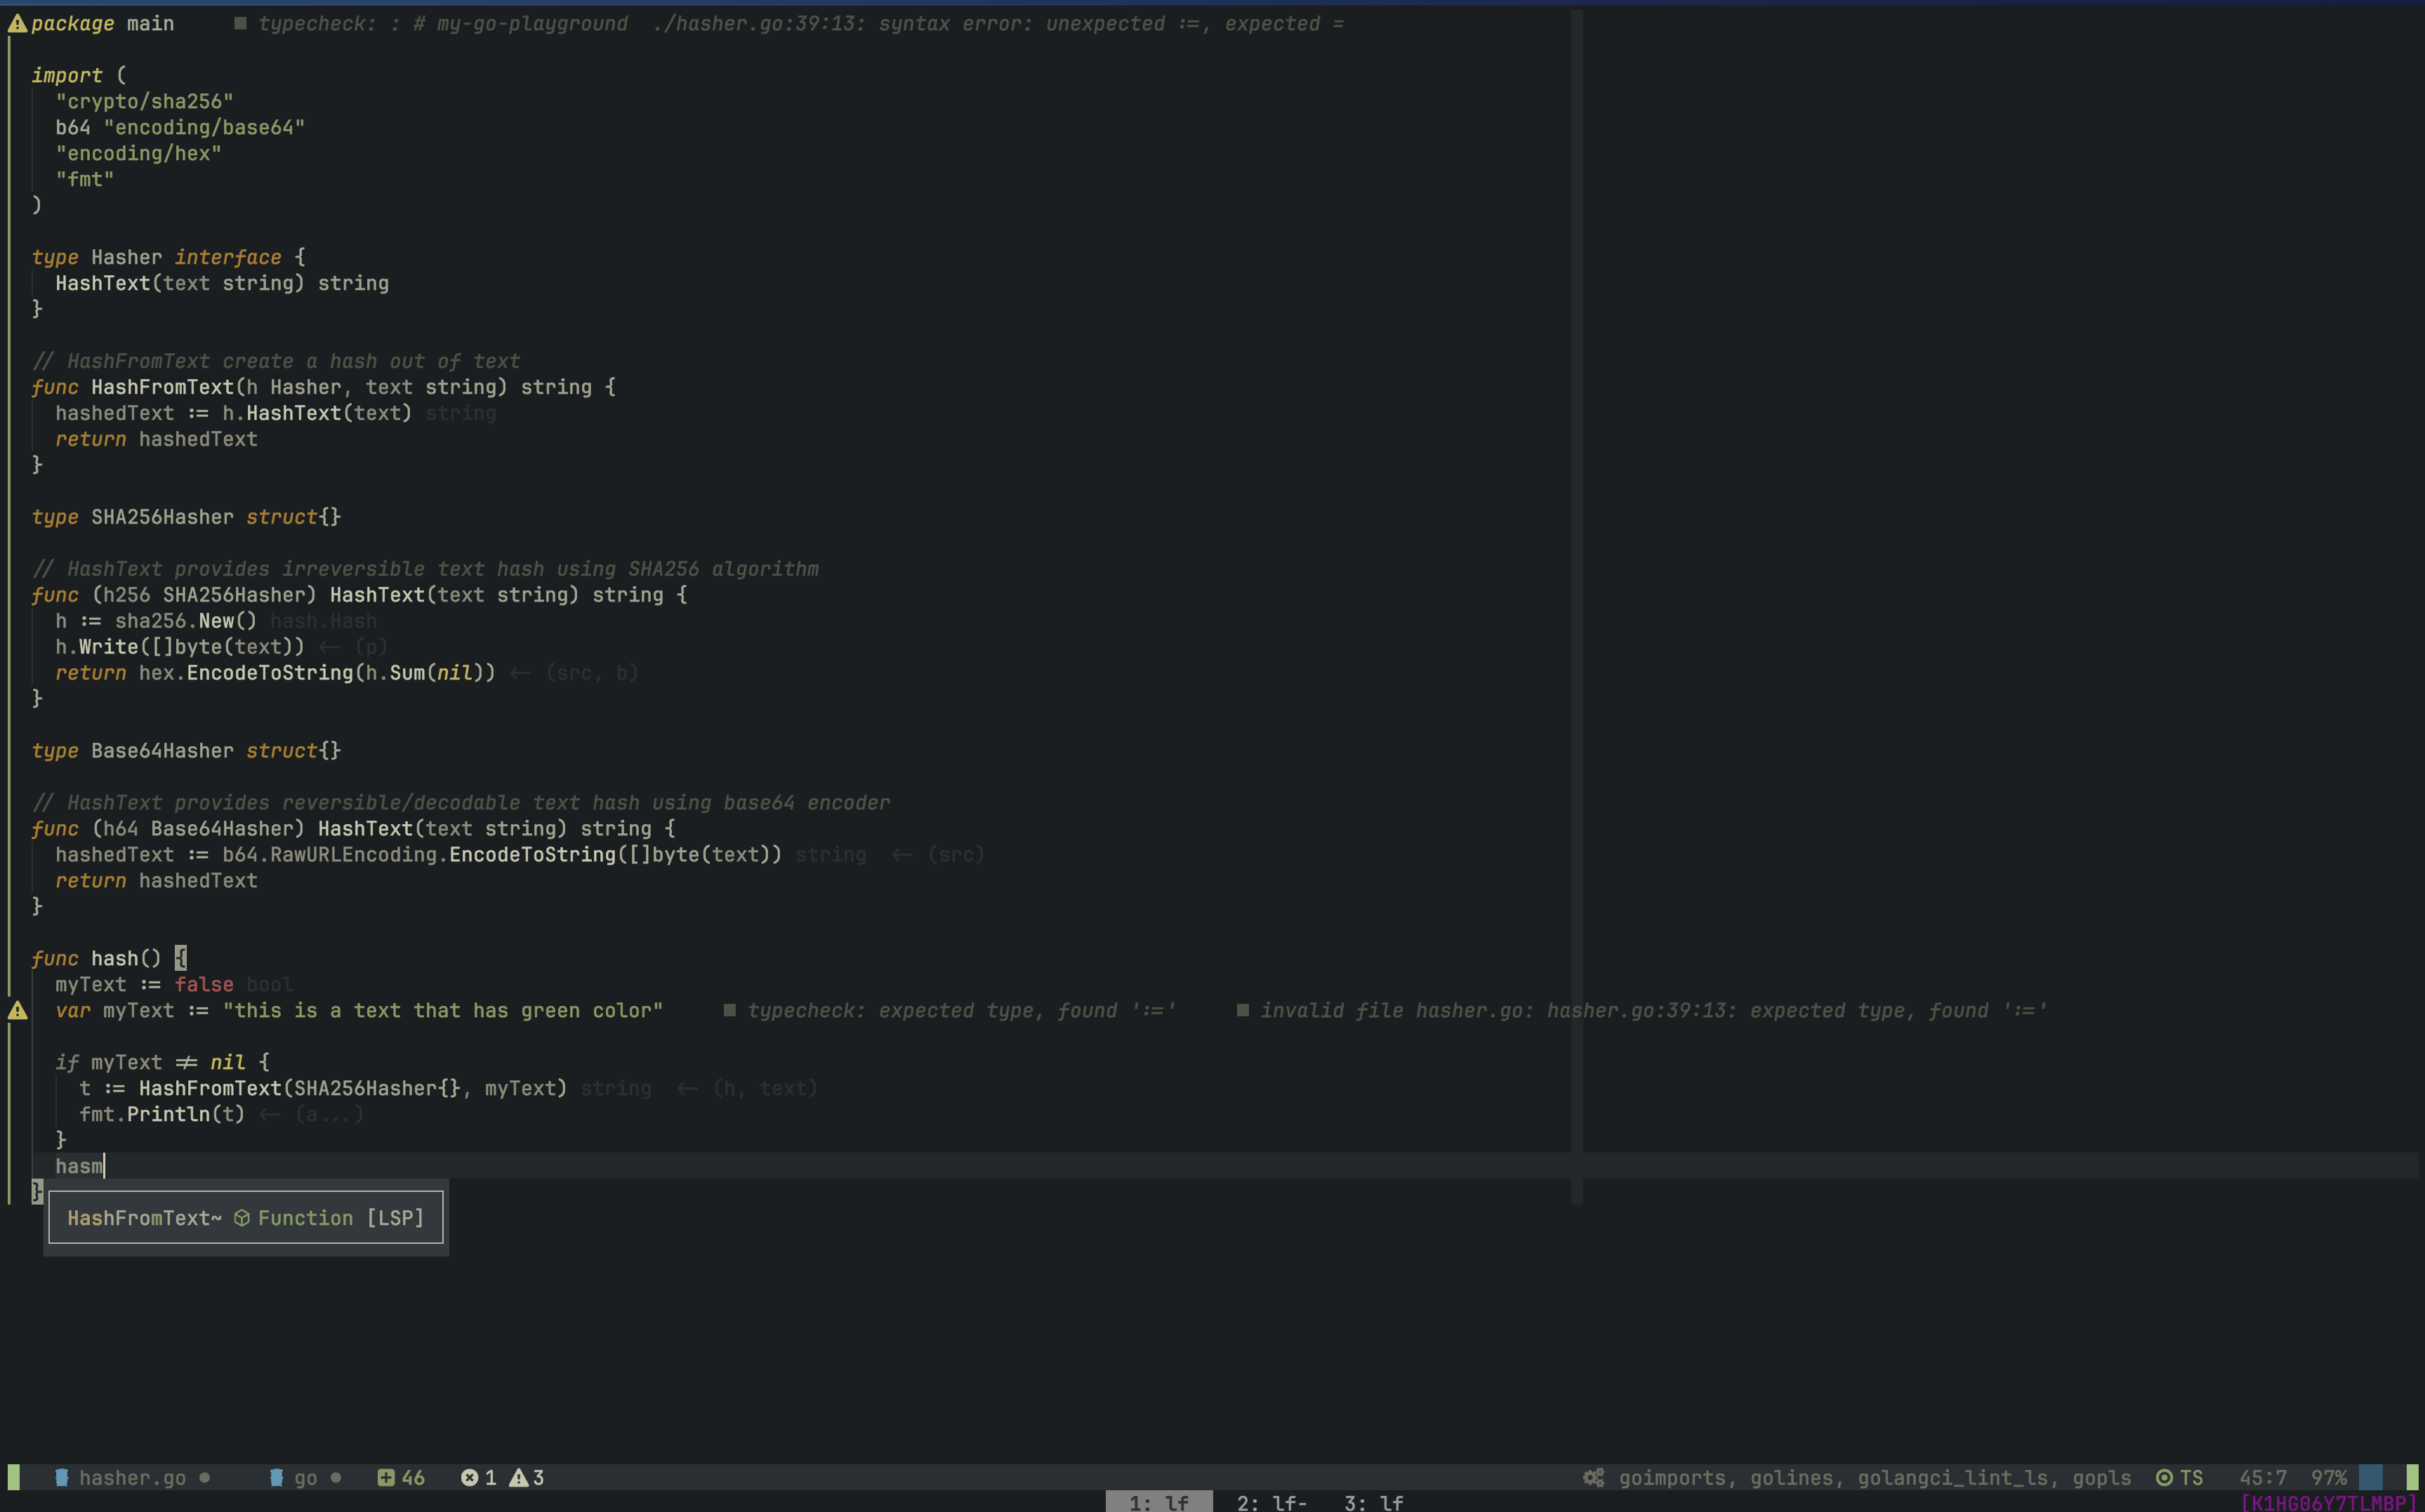 package main ■ typecheck: : # my-go-playground ./hasher.go:39:13: syntax error: unexpected :=, expected =
import (
"crypto/sha256"
b64 "encoding/base64"
"encoding/hex"
"fmt"
)
type Hasher interface {
HashText(text string) string
}
// HashFromText create a hash out of text
func HashFromText(h Hasher, text string) string {
hashedText := h.HashText(text) string
return hashedText
}
type SHA256Hasher struct{}
// HashText provides irreversible text hash using SHA256 algorithm
func (h256 SHA256Hasher) HashText(text string) string {
h := sha256.New() hash.Hash
h.Write([]byte(text)) <- (p)
return hex.EncodeToString(h.Sum(nil)) <- (src, b)
}
type Base64Hasher struct{}
// HashText provides reversible/decodable text hash using base64 encoder
func (h64 Base64Hasher) HashText(text string) string {
hashedText := b64.RawURLEncoding.EncodeToString([]byte(text)) string <- (src)
return hashedText
}
func hash() {
myText := false bool
var myText := "this is a text that has green color" ■ typecheck: expected type, found ':=' ■ invalid file hasher.go: hasher.go:39:13: expected type, found ':='
if myText != nil {
t := HashFromText(SHA256Hasher{}, myText) string <- (h, text)
fmt.Println(t) <- (a...)
}
hasm
}
HashFromText~ Function [LSP]
hasher.go ● go ● 46 1 3 goimports, golines, golangci_lint_ls, gopls TS 45:7 97%
1: lf 2: lf- 3: lf [K1HG06Y7TLMBP]